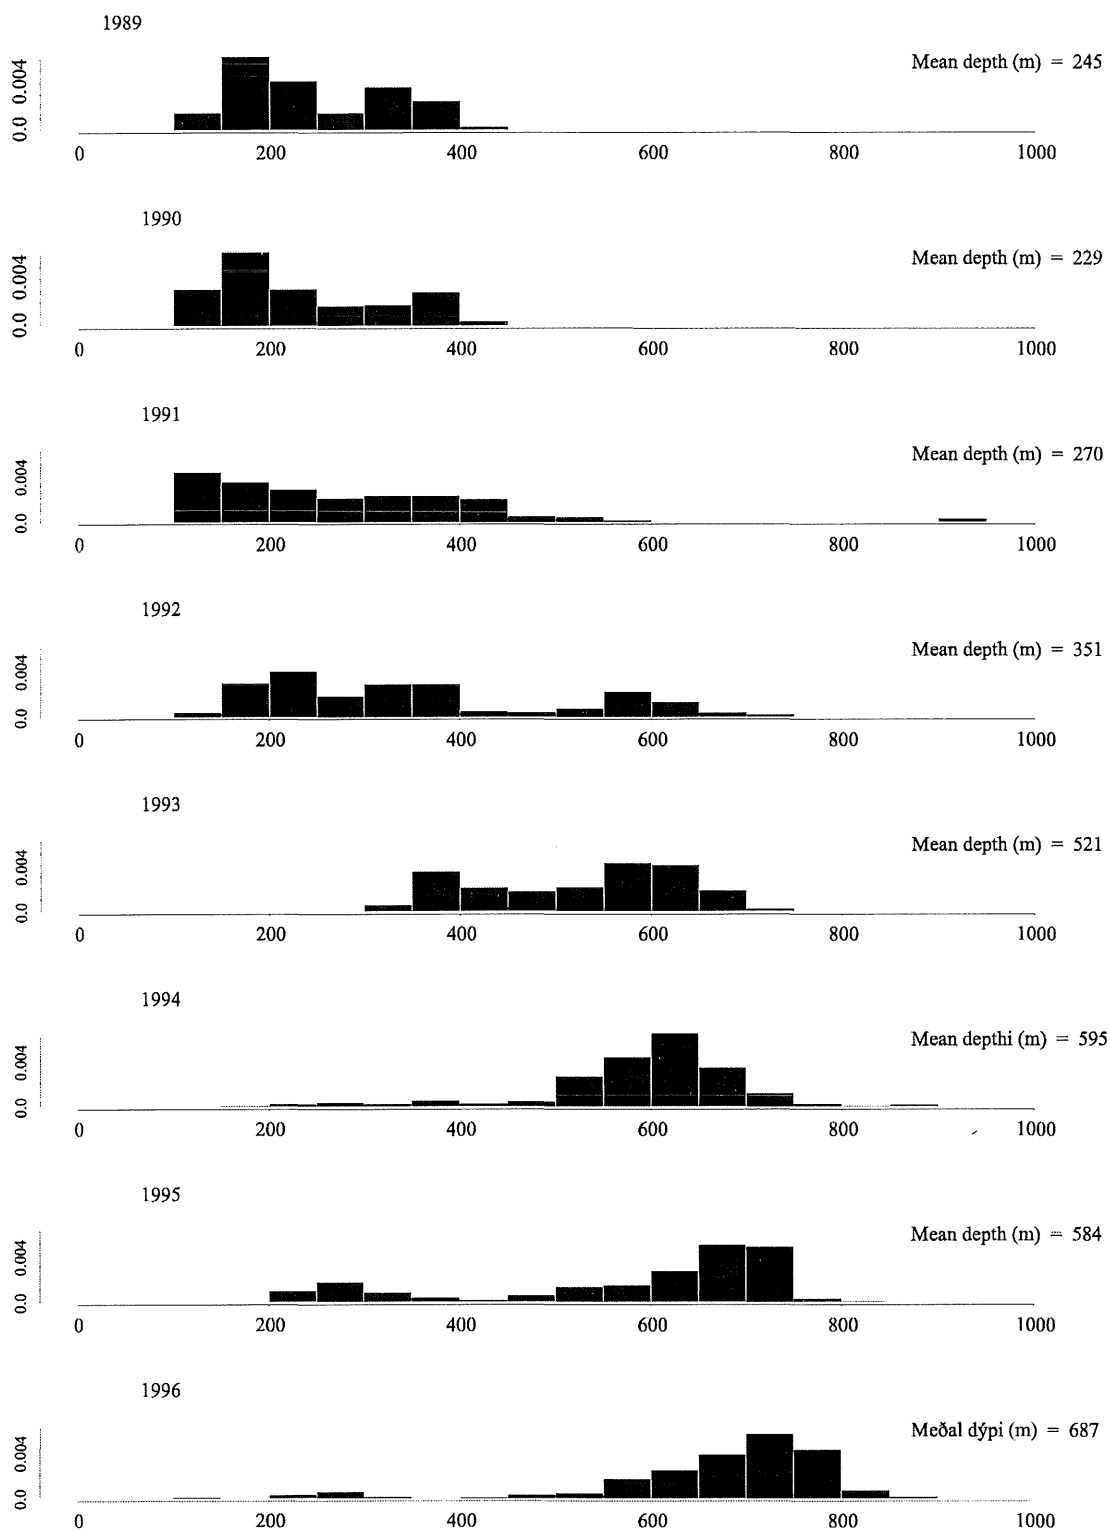 1989
Mean depth (m) = 245
0.0 0.004
0 200 400 600 800 1000
1990
Mean depth (m) = 229
0.0 0.004
0 200 400 600 800 1000
1991
Mean depth (m) = 270
0.0 0.004
0 200 400 600 800 1000
1992
Mean depth (m) = 351
0.0 0.004
0 200 400 600 800 1000
1993
Mean depth (m) = 521
0.0 0.004
0 200 400 600 800 1000
1994
Mean depthi (m) = 595
0.0 0.004
0 200 400 600 800 1000
1995
Mean depth (m) = 584
0.0 0.004
0 200 400 600 800 1000
1996
Meðal dýpi (m) = 687
0.0 0.004
0 200 400 600 800 1000